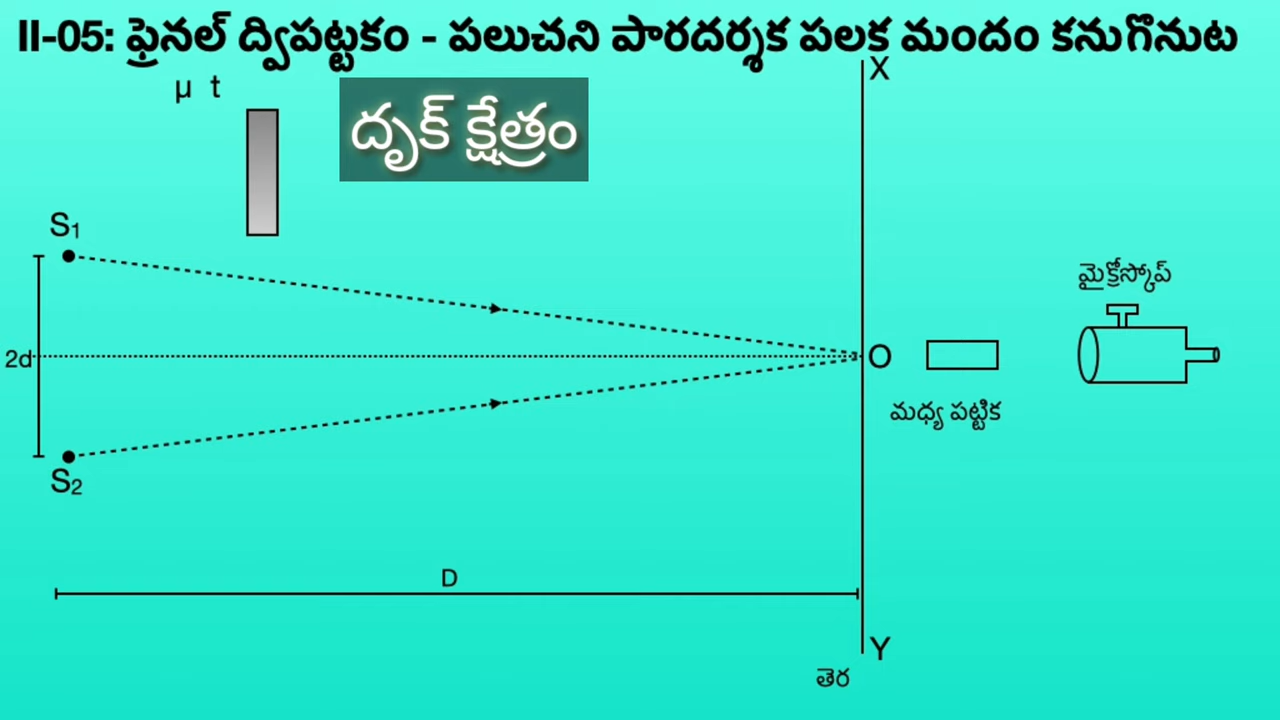 II-05: ఫ్రెనల్ ద్విపట్టకం - పలుచని పారదర్శక పలక మందం కనుగొనుట
X
μ t
దృక్ క్షేత్రం
S₁
మైక్రోస్కోప్
2d
O
మధ్య పట్టిక
S₂
D
Y
తెర